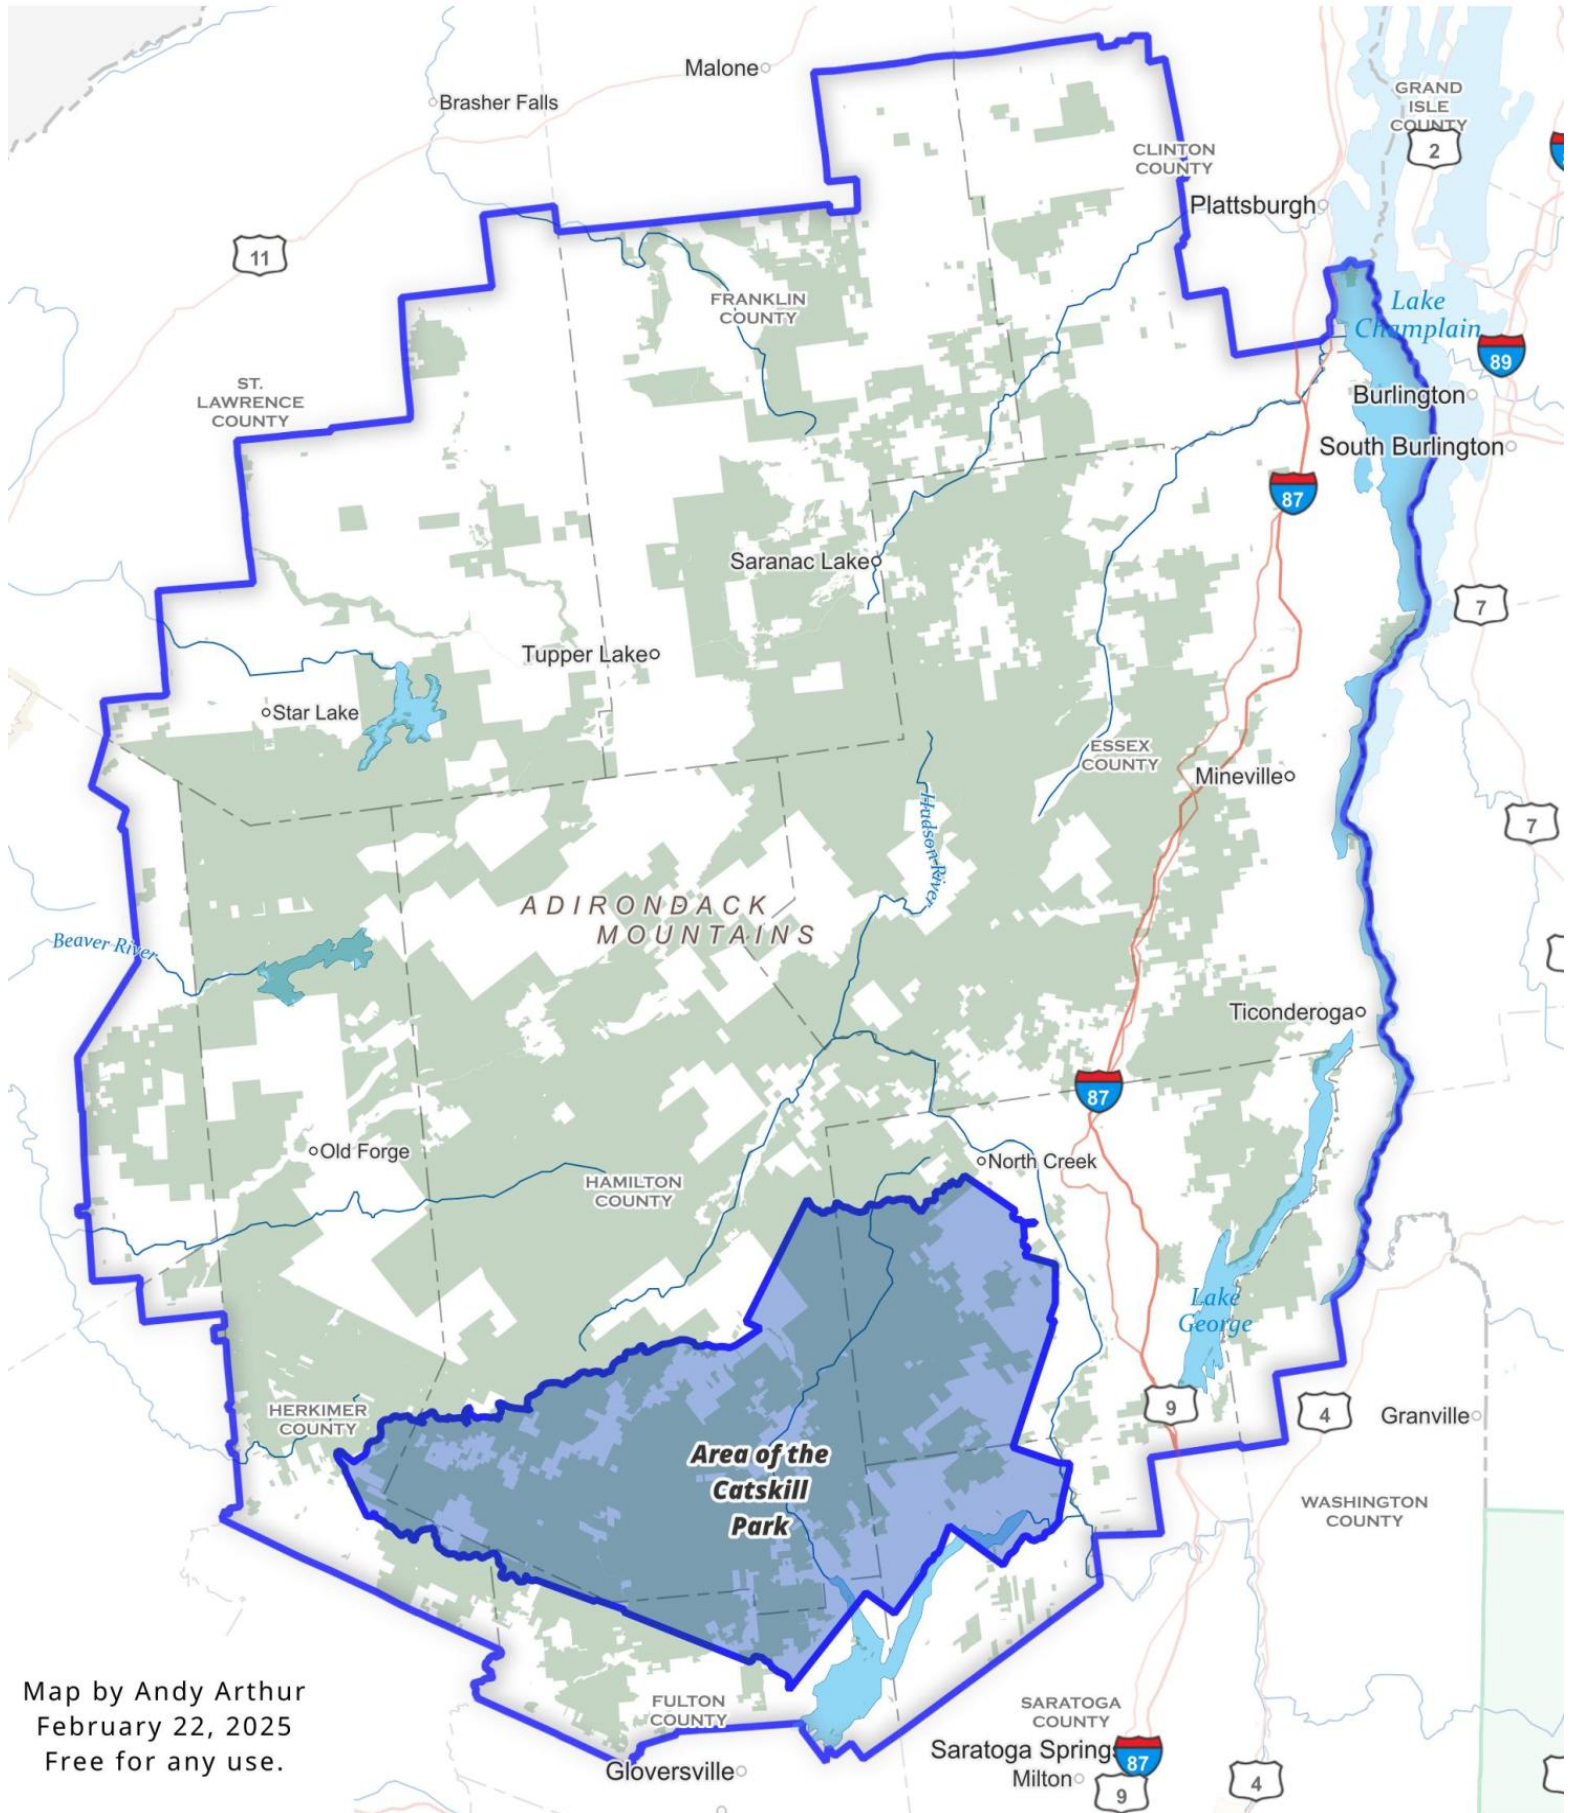 Malone
Brasher Falls
GRAND
ISLE
COUNTY
2
CLINTON
COUNTY
Plattsburgh
11
FRANKLIN
COUNTY
Lake
Champlain
89
ST.
LAWRENCE
COUNTY
Burlington
South Burlington
87
Saranac Lake
7
Tupper Lake
Star Lake
ESSEX
COUNTY
Mineville
7
Hudson River
ADIRONDACK
MOUNTAINS
Beaver River
Ticonderoga
87
Old Forge
North Creek
HAMILTON
COUNTY
Lake
George
HERKIMER
COUNTY
9
4
Granville
Area of the
Catskill
Park
WASHINGTON
COUNTY
Map by Andy Arthur
February 22, 2025
Free for any use.
FULTON
COUNTY
SARATOGA
COUNTY
Saratoga Springs
87
Gloversville
Milton
9
4